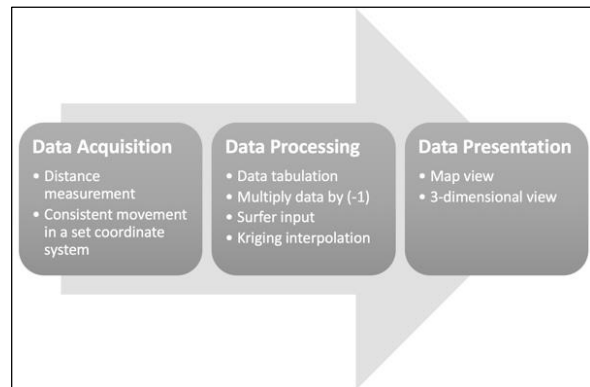 Data Acquisition
• Distance
measurement
• Consistent movement
in a set coordinate
system
Data Processing
• Data tabulation
• Multiply data by (-1)
• Surfer input
• Kriging interpolation
Data Presentation
• Map view
• 3-dimensional view